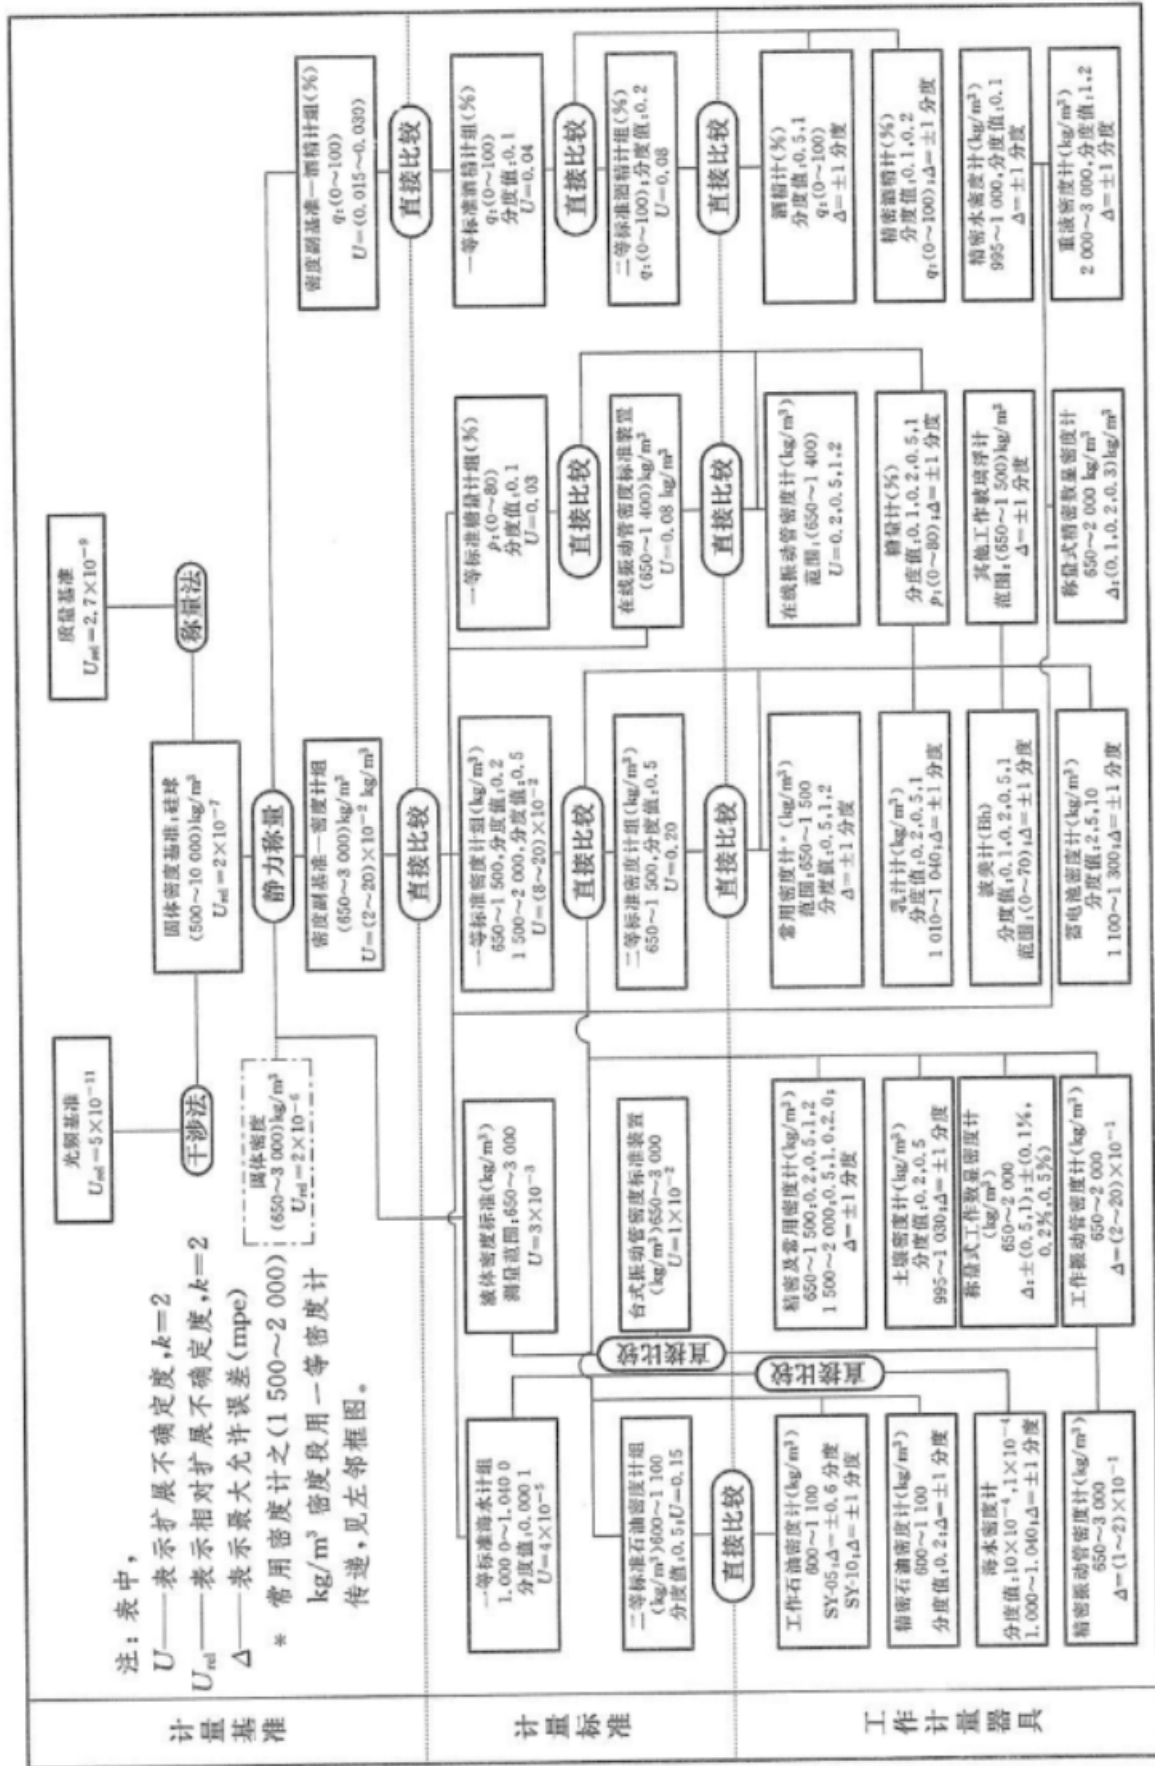 计量基准
光频基准
Urel=5×10⁻¹¹
质量基准
Urel=2.7×10⁻⁹
干涉法
称量法
固体密度基准:硅球
(500~10 000)kg/m³
Urel=2×10⁻⁷
静力称量
固体密度
(650~3 000)kg/m³
Urel=2×10⁻⁶
密度副基准—密度计组
(650~3 000)kg/m³
U=(2~20)×10⁻² kg/m³
密度副基准—酒精计组(%)
q:(0~100)
U=(0.015~0.030)
注:表中,
U——表示扩展不确定度,k=2
Urel——表示相对扩展不确定度,k=2
Δ——表示最大允许误差(mpe)
* 常用密度计之(1 500~2 000)
kg/m³ 密度段用一等密度计
传递,见左邻框图。
直接比较
直接比较
计量标准
一等标准海水计组
1.000 0~1.040 0
分度值:0.000 1
U=4×10⁻⁵
液体密度标准(kg/m³)
测量范围:650~3 000
U=3×10⁻³
一等标准密度计组(kg/m³)
650~1 500,分度值:0.2
1 500~2 000,分度值:0.5
U=(8~20)×10⁻²
一等标准糖量计组(%)
p:(0~80)
分度值:0.1
U=0.03
一等标准酒精计组(%)
q:(0~100)
分度值:0.1
U=0.04
直接比较
直接比较
直接比较
直接比较
直接比较
二等标准石油密度计组
(kg/m³)600~1 100
分度值:0.5;U=0.15
台式振动管密度标准装置
(kg/m³)650~3 000
U=1×10⁻²
二等标准密度计组(kg/m³)
650~1 500,分度值:0.5
U=0.20
在线振动管密度标准装置
(650~1 400)kg/m³
U=0.08 kg/m³
二等标准酒精计组(%)
q:(0~100);分度值:0.2
U=0.08
直接比较
直接比较
直接比较
直接比较
工作计量器具
工作石油密度计(kg/m³)
600~1 100
SY-05:Δ=±0.6 分度
SY-10:Δ=±1 分度
精密及常用密度计(kg/m³)
650~1 500:0.2,0.5,1,2
1 500~2 000:0.5,1.0,2.0;
Δ=±1 分度
常用密度计*(kg/m³)
范围:650~1 500
分度值:0.5,1,2
Δ=±1 分度
在线振动管密度计(kg/m³)
范围:(650~1 400)
U=0.2,0.5,1,2
酒精计(%)
分度值:0.5,1
q:(0~100)
Δ=±1 分度
精密石油密度计(kg/m³)
600~1 100
分度值:0.2;Δ=±1 分度
土壤密度计(kg/m³)
分度值:0.2,0.5
995~1 030;Δ=±1 分度
乳汁计(kg/m³)
分度值:0.2,0.5,1
1 010~1 040;Δ=±1 分度
糖量计(%)
分度值:0.1,0.2,0.5,1
p:(0~80);Δ=±1 分度
精密酒精计(%)
分度值:0.1,0.2
q:(0~100);Δ=±1 分度
海水密度计
分度值:10×10⁻⁴,1×10⁻⁴
1.000~1.040;Δ=±1 分度
称量式工作数显密度计
(kg/m³)
650~2 000
Δ:±(0.5,1);±(0.1%,
0.2%,0.5%)
波美计(Bh)
分度值:0.1,0.2,0.5,1
范围:(0~70);Δ=±1 分度
其他工作玻璃浮计
范围:(650~1 500)kg/m³
Δ=±1 分度
精密水密度计(kg/m³)
995~1 000,分度值:0.1
Δ=±1 分度
精密振动管密度计(kg/m³)
650~3 000
Δ=(1~2)×10⁻¹
工作振动管密度计(kg/m³)
650~2 000
Δ=(2~20)×10⁻¹
蓄电池密度计(kg/m³)
分度值:2,5,10
1 100~1 300;Δ=±1 分度
称量式精密数显密度计
650~2 000 kg/m³
Δ:(0.1,0.2,0.3)kg/m³
重液密度计(kg/m³)
2 000~3 000,分度值:1,2
Δ=±1 分度